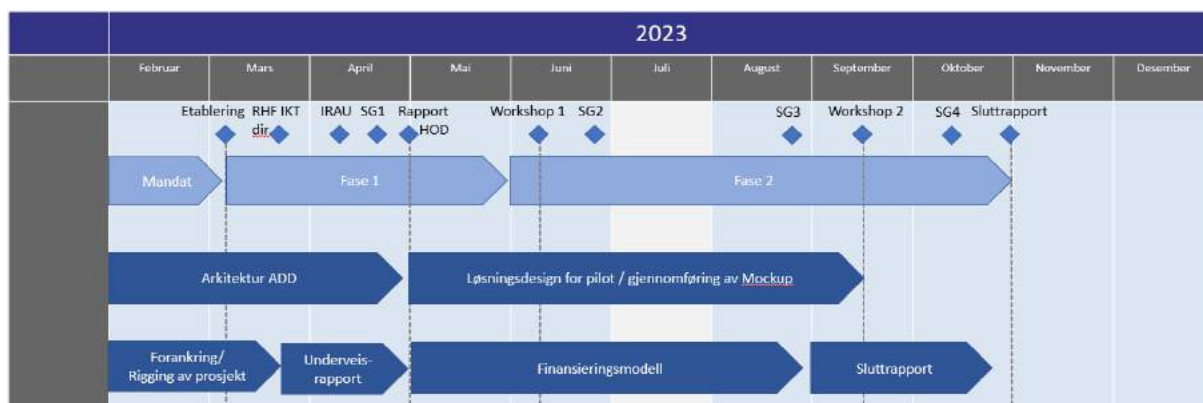 2023
Februar Mars April Mai Juni Juli August September Oktober November Desember
Etablering RHF IKT IRAU SG1 Rapport Workshop 1 SG2 SG3 Workshop 2 SG4 Sluttrapport
dir. HOD
Mandat Fase 1 Fase 2
Arkitektur ADD Løsningsdesign for pilot / gjennomføring av Mockup
Forankring/ Underveis-
Rigging av prosjekt rapport Finansieringsmodell Sluttrapport